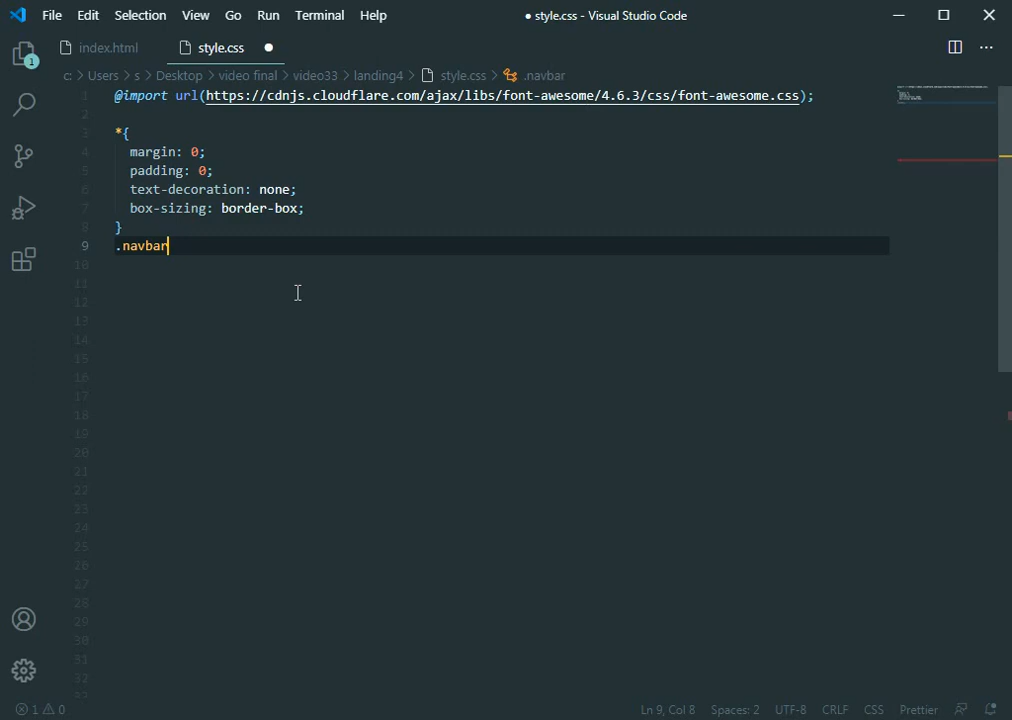 File Edit Selection View Go Run Terminal Help
● style.css - Visual Studio Code
index.html style.css ●
1
c: > Users > s > Desktop > video final > video33 > landing4 > style.css > .navbar
1 @import url(https://cdnjs.cloudflare.com/ajax/libs/font-awesome/4.6.3/css/font-awesome.css);
2
3 *{
4 margin: 0;
5 padding: 0;
6 text-decoration: none;
7 box-sizing: border-box;
8 }
9 .navbar
10
11
12
13
14
15
16
17
18
19
20
21
22
23
24
25
26
27
28
29
30
31
32
1 0 Ln 9, Col 8 Spaces: 2 UTF-8 CRLF CSS Prettier